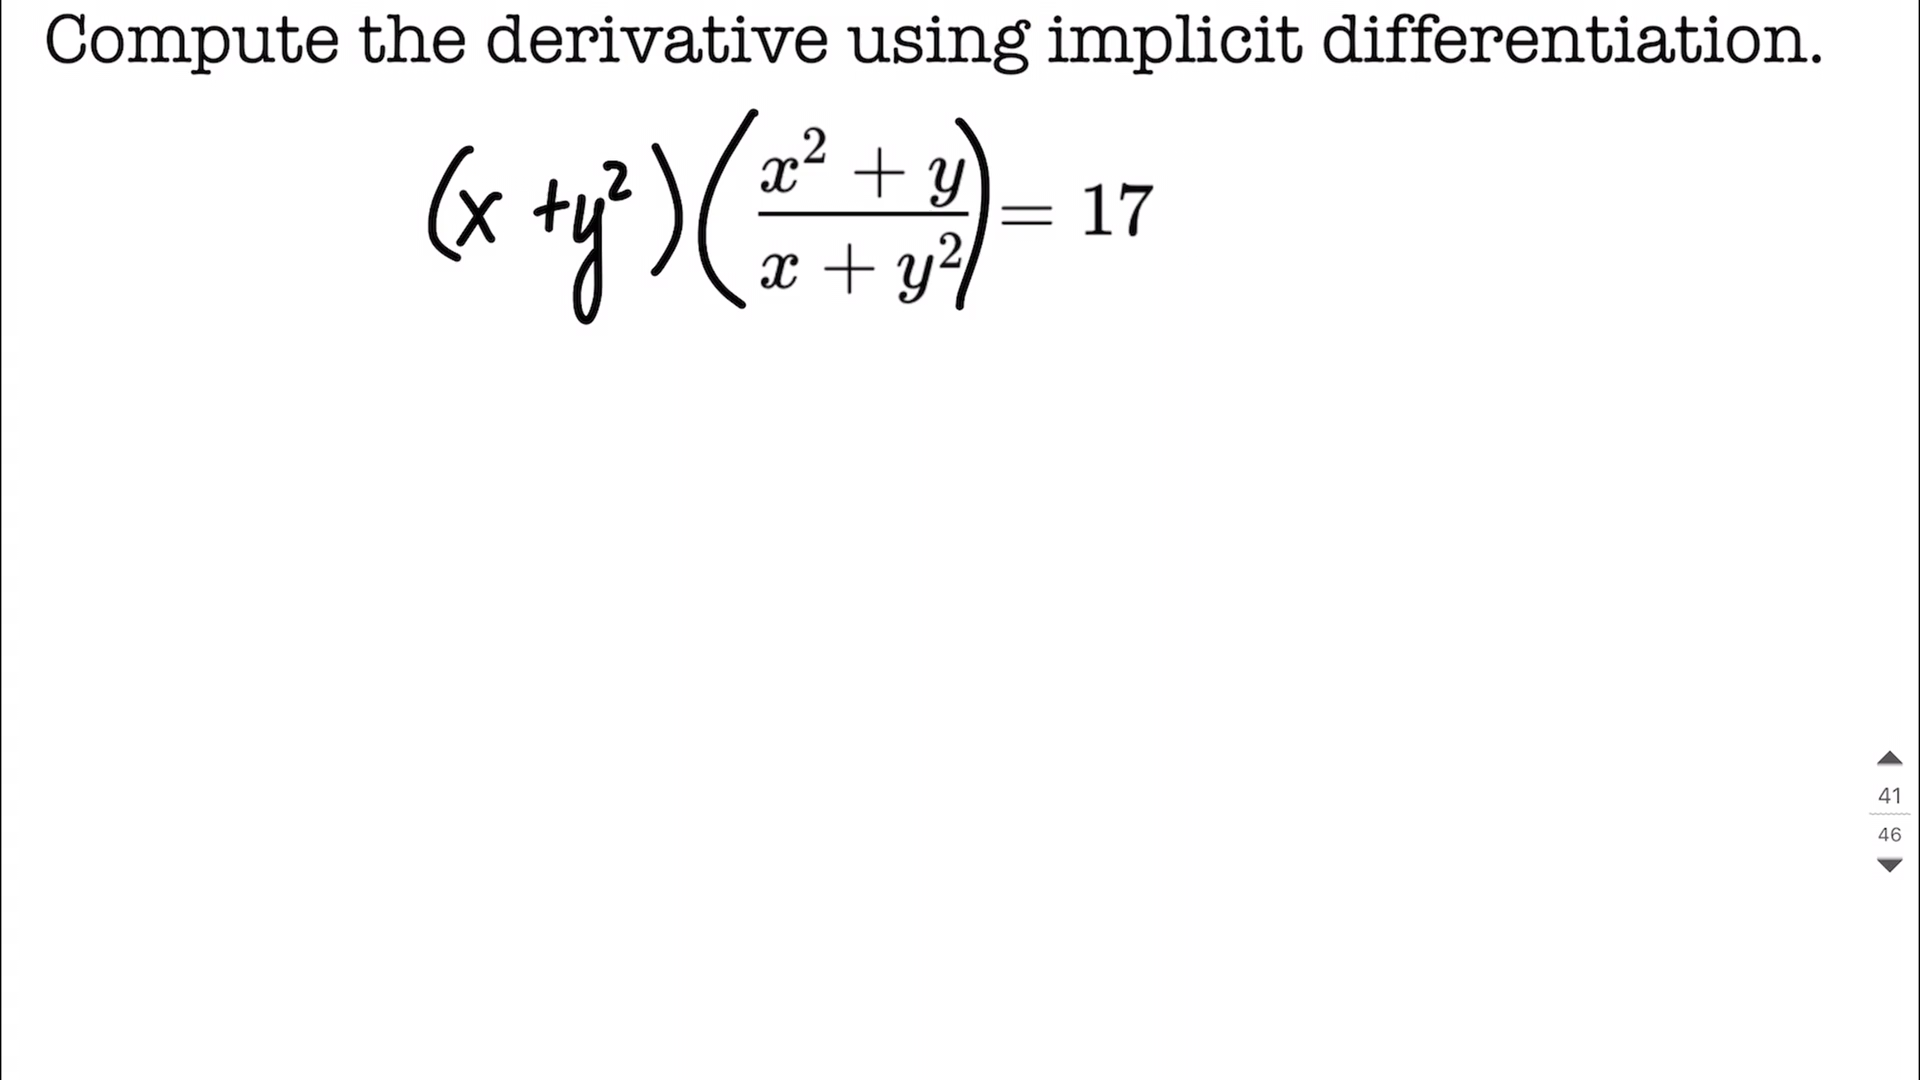 Compute the derivative using implicit differentiation.
(x + y²)(x² + y / x + y²) = 17
41
46